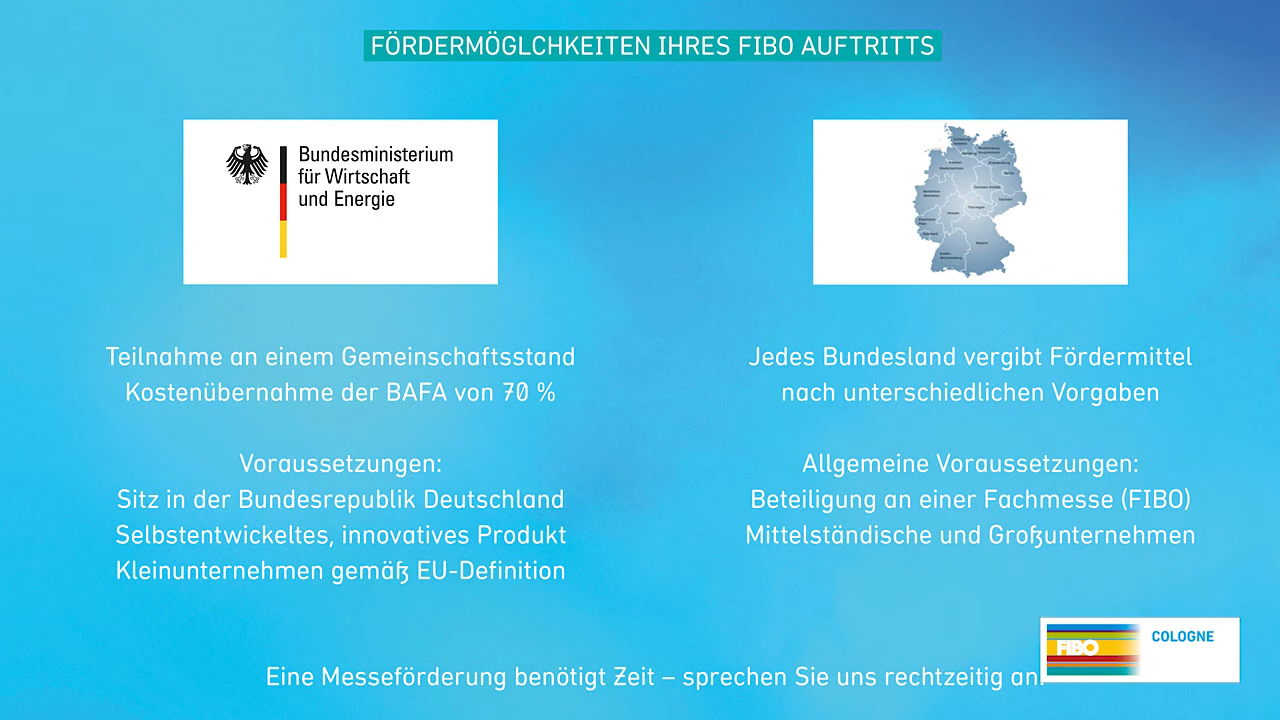 FÖRDERMÖGLCHKEITEN IHRES FIBO AUFTRITTS
Bundesministerium
für Wirtschaft
und Energie
Teilnahme an einem Gemeinschaftsstand
Kostenübernahme der BAFA von 70 %
Voraussetzungen:
Sitz in der Bundesrepublik Deutschland
Selbstentwickeltes, innovatives Produkt
Kleinunternehmen gemäß EU-Definition
Jedes Bundesland vergibt Fördermittel
nach unterschiedlichen Vorgaben
Allgemeine Voraussetzungen:
Beteiligung an einer Fachmesse (FIBO)
Mittelständische und Großunternehmen
Eine Messeförderung benötigt Zeit – sprechen Sie uns rechtzeitig an.
FIBO
COLOGNE